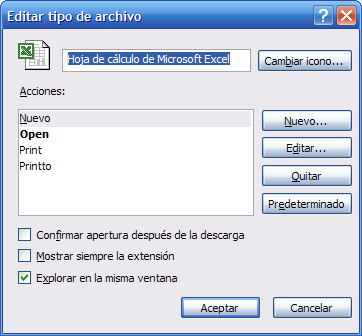 Editar tipo de archivo
Hoja de cálculo de Microsoft Excel
Cambiar icono...
Acciones:
Nuevo
Open
Print
Printto
Nuevo...
Editar...
Quitar
Predeterminado
Confirmar apertura después de la descarga
Mostrar siempre la extensión
Explorar en la misma ventana
Aceptar
Cancelar